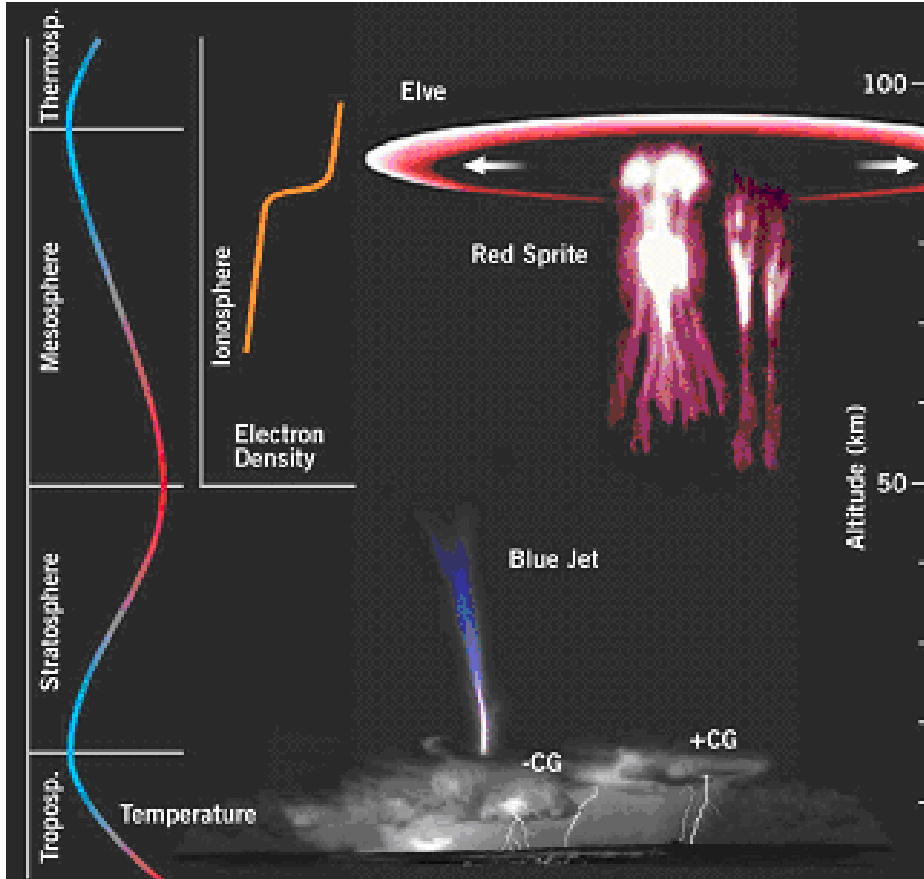 Thermosp.
Mesosphere
Stratosphere
Troposp.
Temperature
Ionosphere
Electron
Density
Elve
Red Sprite
Blue Jet
-CG
+CG
100
50
Altitude (km)